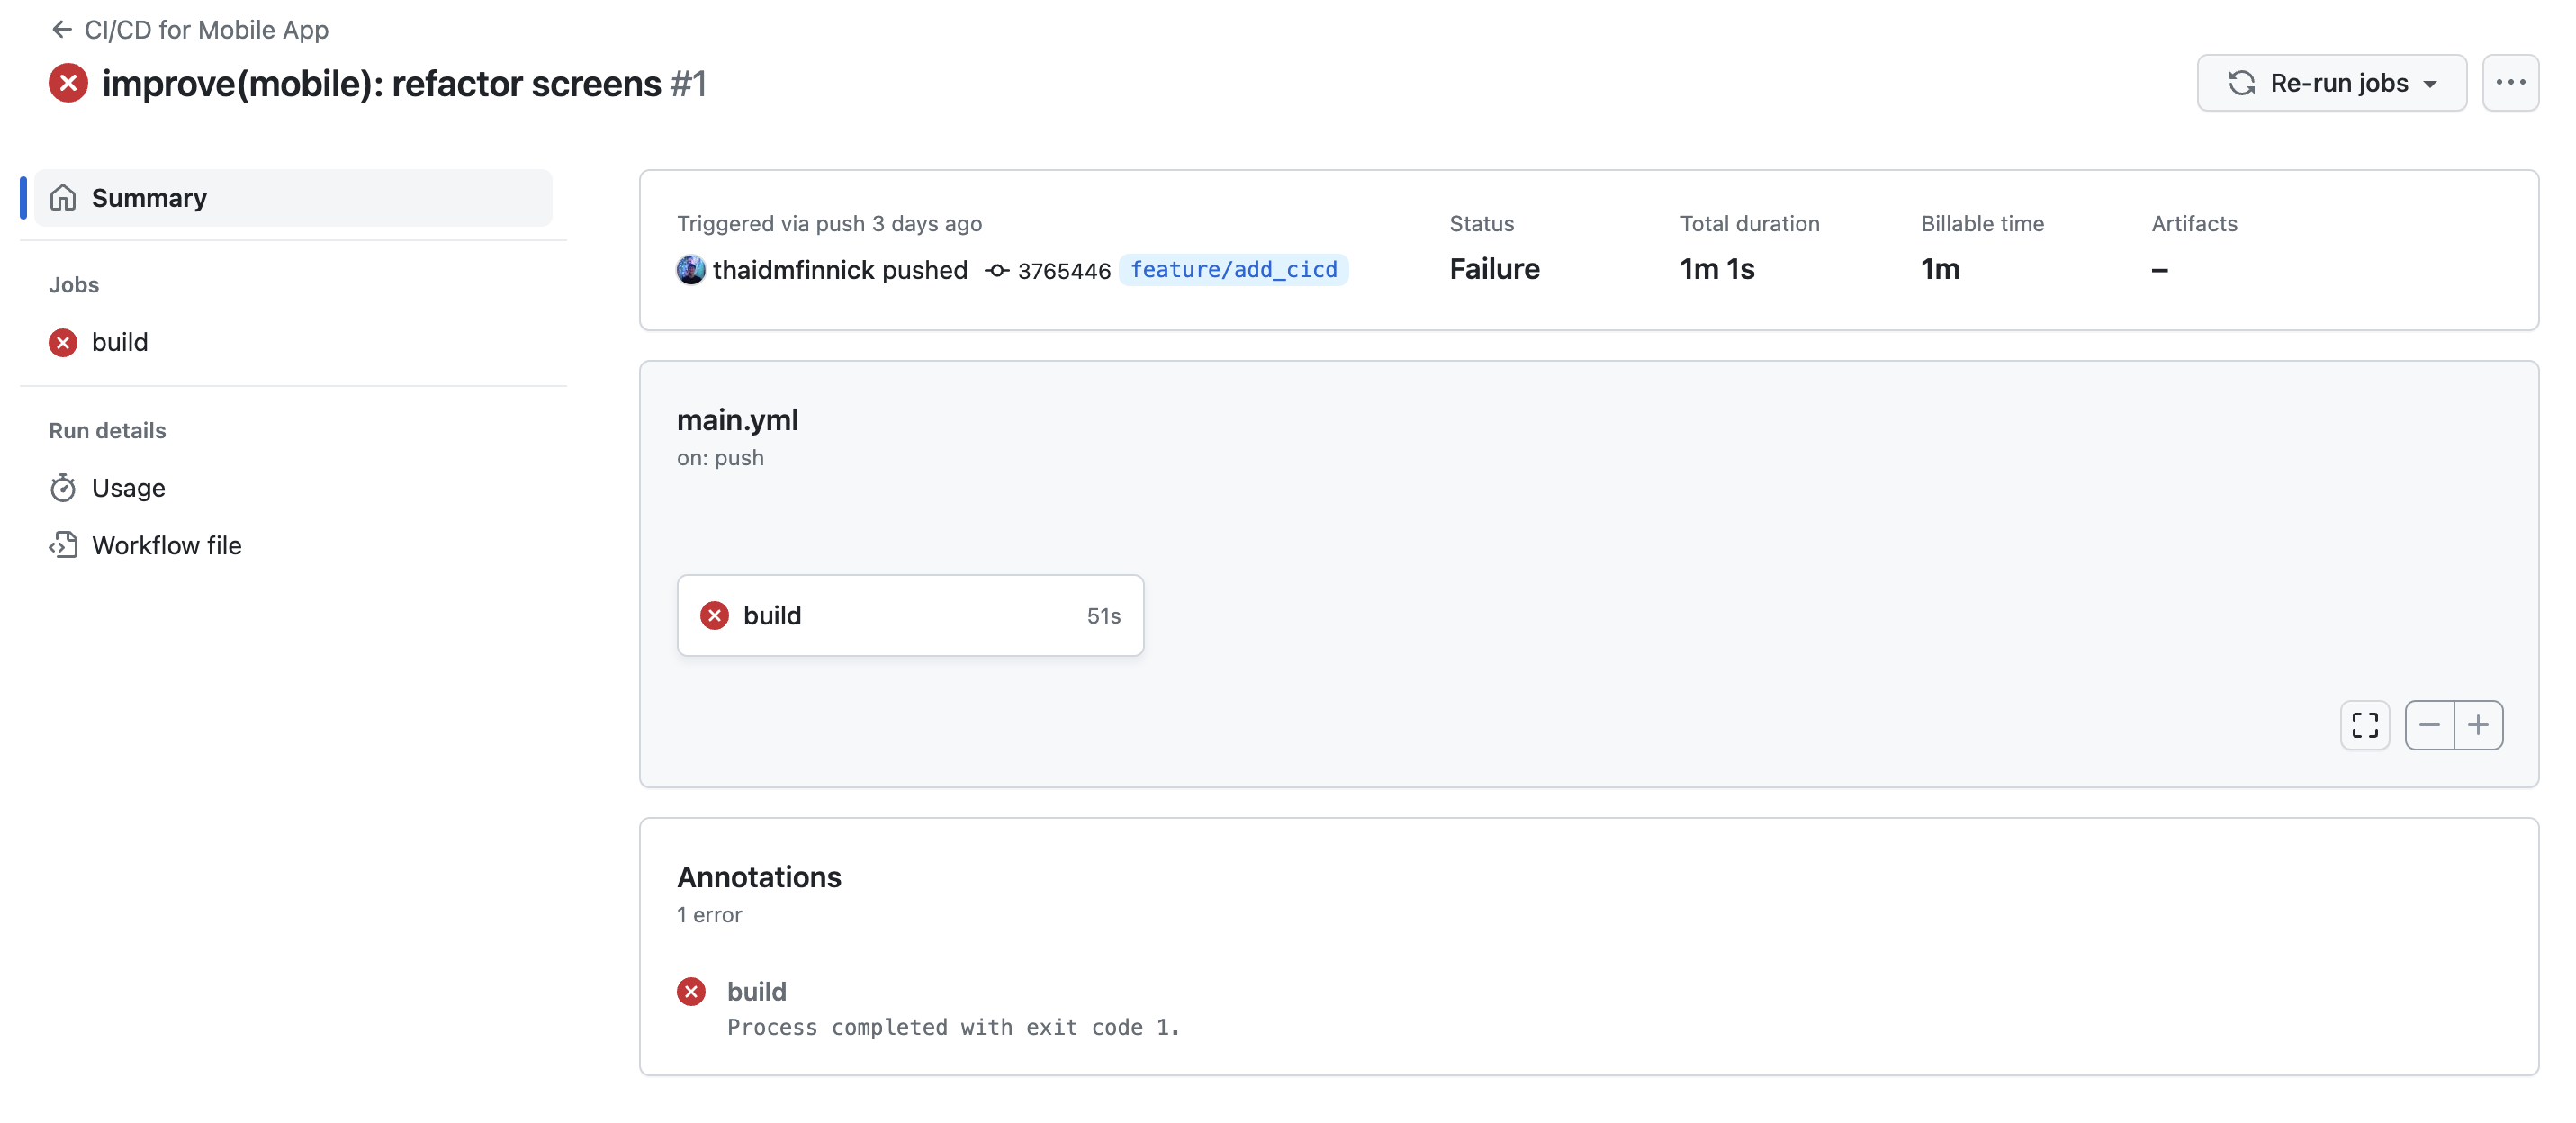 CI/CD for Mobile App
improve(mobile): refactor screens #1
Re-run jobs
Summary
Jobs
build
Run details
Usage
Workflow file
Triggered via push 3 days ago
thaidmfinnick pushed 3765446 feature/add_cicd
Status
Failure
Total duration
1m 1s
Billable time
1m
Artifacts
–
main.yml
on: push
build 51s
Annotations
1 error
build
Process completed with exit code 1.